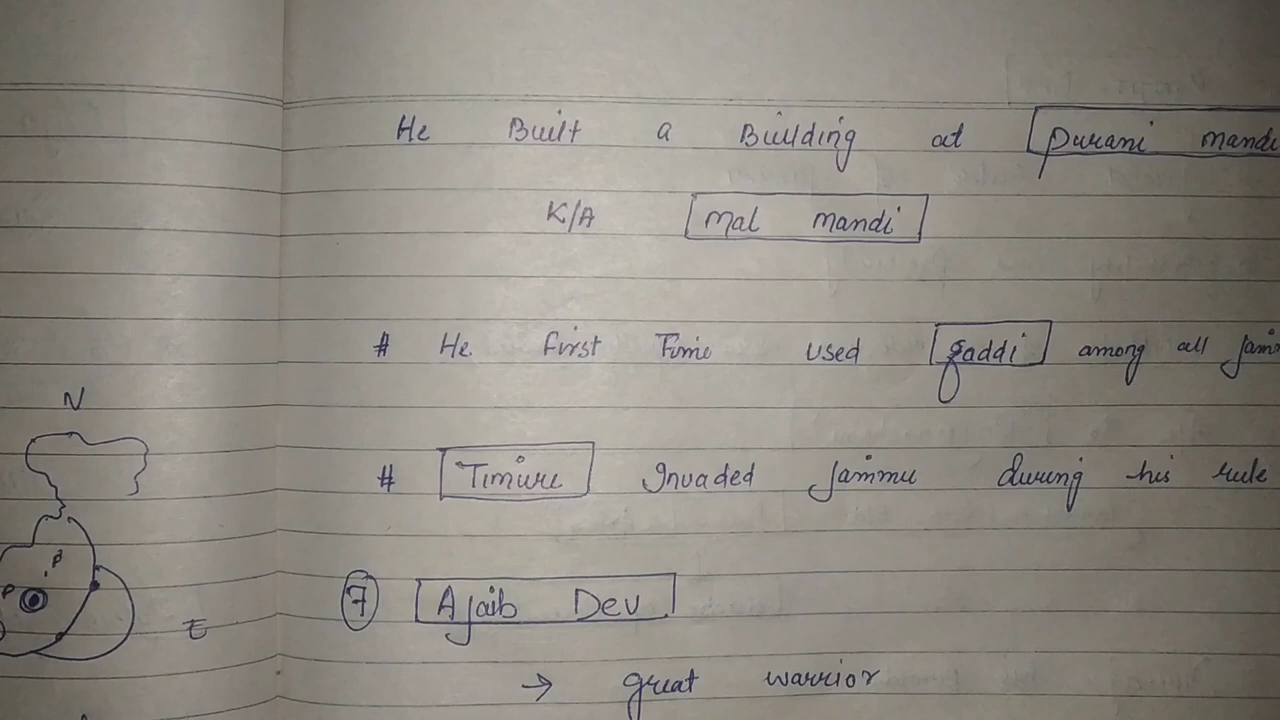 He Built a Building at Purani mandi
K/A mal mandi
# He First Time used gaddi among all
# Timure Invaded Jammu during his rule
N
P
P
E
7 Ajaib Dev
→ great warrior